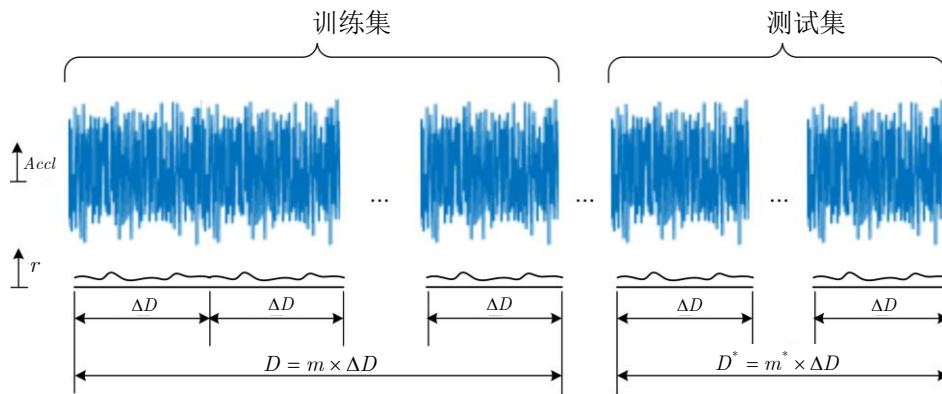 训练集 测试集
Accl
... ... ...
r
ΔD ΔD ΔD ΔD ΔD
D = m × ΔD D* = m* × ΔD